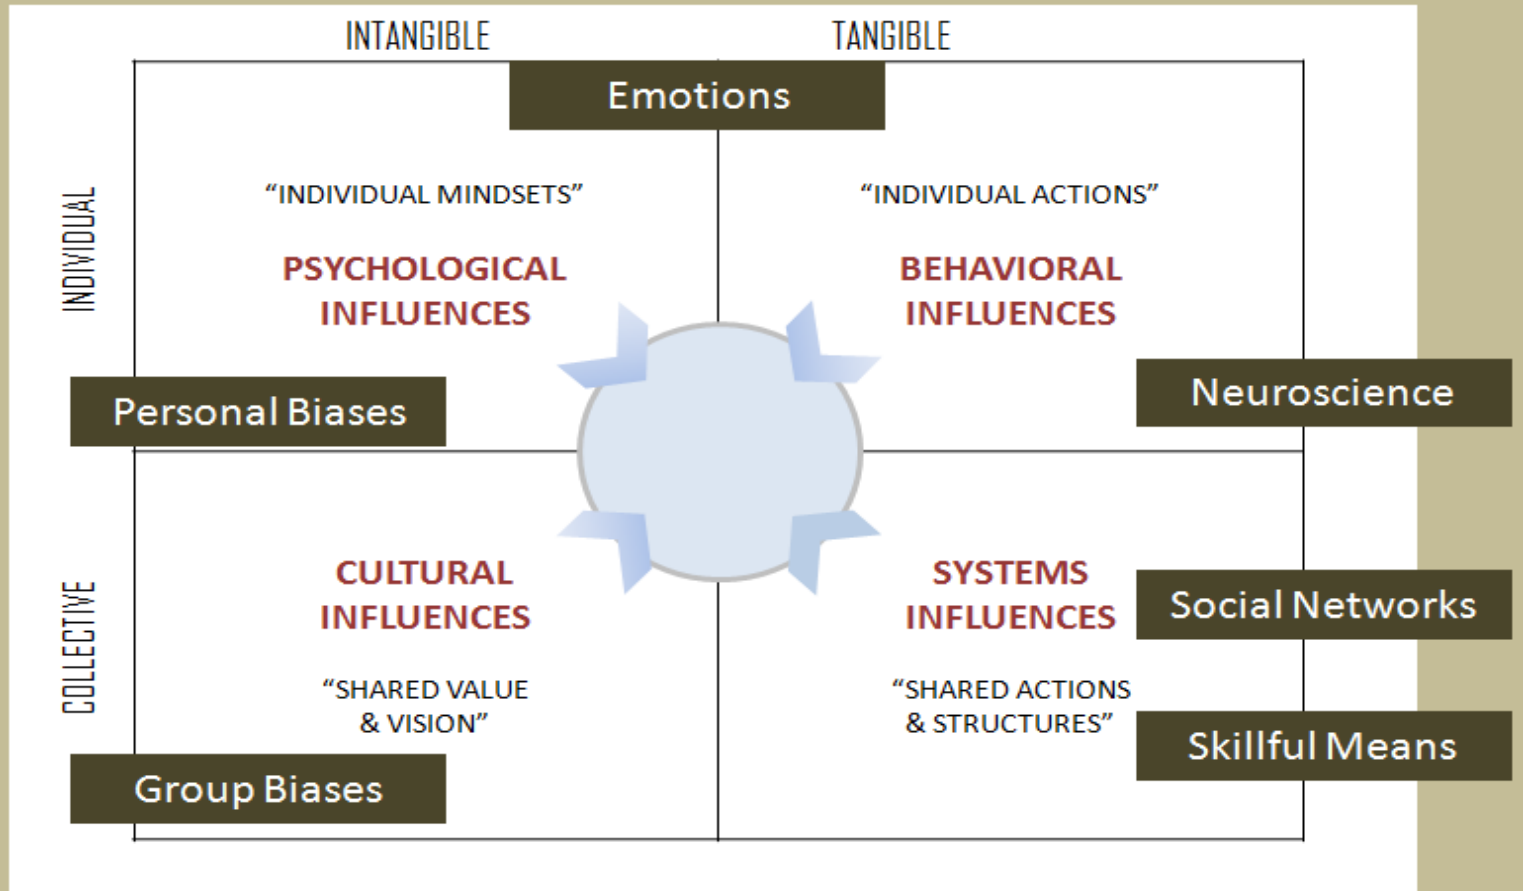 INTANGIBLE
TANGIBLE
Emotions
INDIVIDUAL
“INDIVIDUAL MINDSETS”
PSYCHOLOGICAL
INFLUENCES
“INDIVIDUAL ACTIONS”
BEHAVIORAL
INFLUENCES
Personal Biases
Neuroscience
COLLECTIVE
CULTURAL
INFLUENCES
“SHARED VALUE
& VISION”
SYSTEMS
INFLUENCES
“SHARED ACTIONS
& STRUCTURES”
Social Networks
Skillful Means
Group Biases